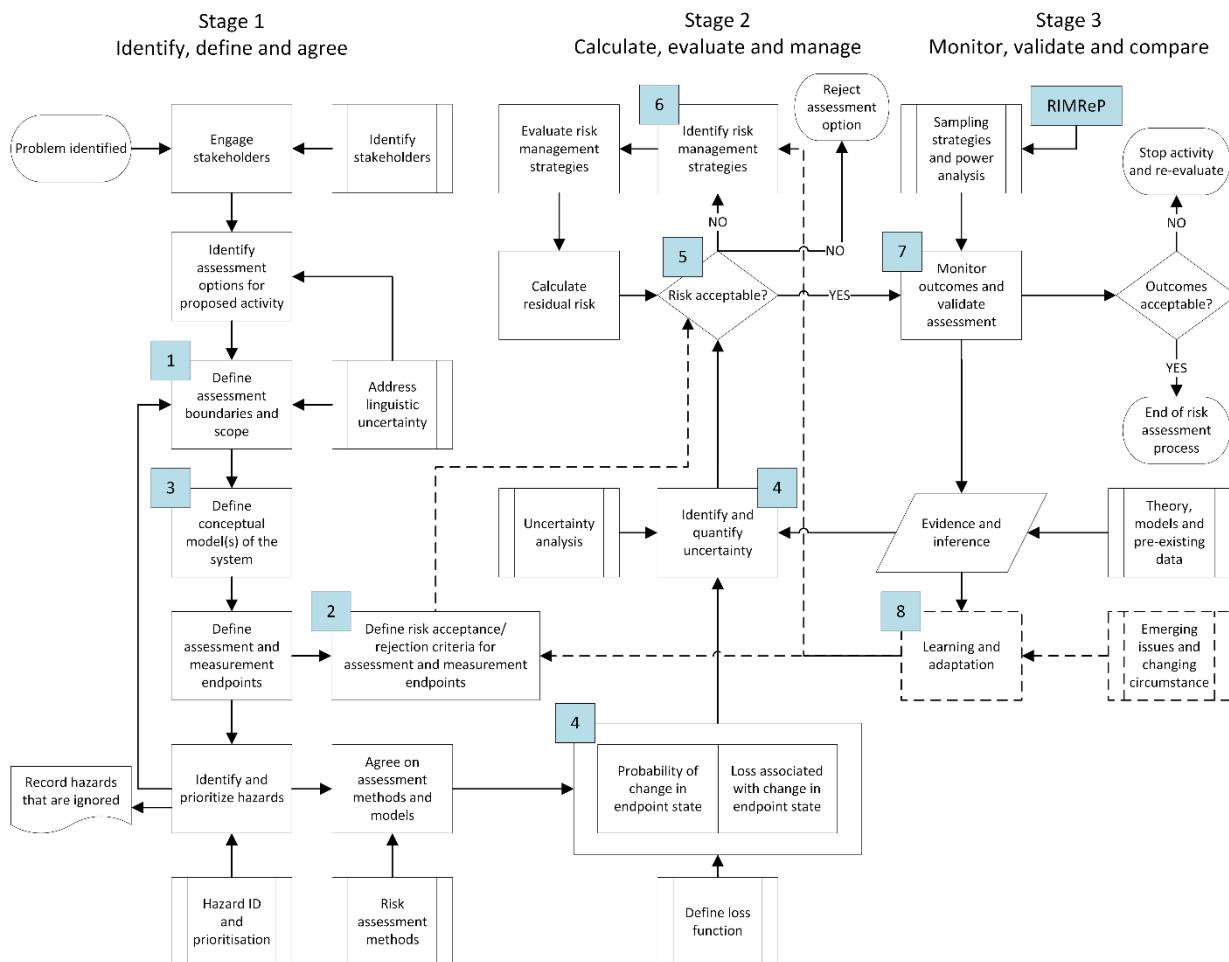 Stage 1
Identify, define and agree
Stage 2
Calculate, evaluate and manage
Stage 3
Monitor, validate and compare
Problem identified
Engage
stakeholders
Identify
stakeholders
Identify
assessment
options for
proposed activity
1
Define
assessment
boundaries and
scope
Address
linguistic
uncertainty
3
Define
conceptual
model(s) of the
system
Define
assessment and
measurement
endpoints
2
Define risk acceptance/
rejection criteria for
assessment and measurement
endpoints
Record hazards
that are ignored
Identify and
prioritize hazards
Agree on
assessment
methods and
models
Hazard ID and
prioritisation
Risk
assessment
methods
Evaluate risk
management
strategies
6
Identify risk
management
strategies
Reject
assessment
option
NO
NO
Calculate
residual risk
5
Risk acceptable?
YES
Uncertainty
analysis
4
Identify and
quantify
uncertainty
4
Probability of
change in
endpoint state
Loss associated
with change in
endpoint state
Define loss
function
Sampling
strategies
and power
analysis
RIMReP
Stop activity
and re-evaluate
NO
7
Monitor
outcomes and
validate
assessment
Outcomes
acceptable?
YES
End of risk
assessment
process
Evidence and
inference
Theory,
models and
pre-existing
data
8
Learning and
adaptation
Emerging
issues and
changing
circumstance